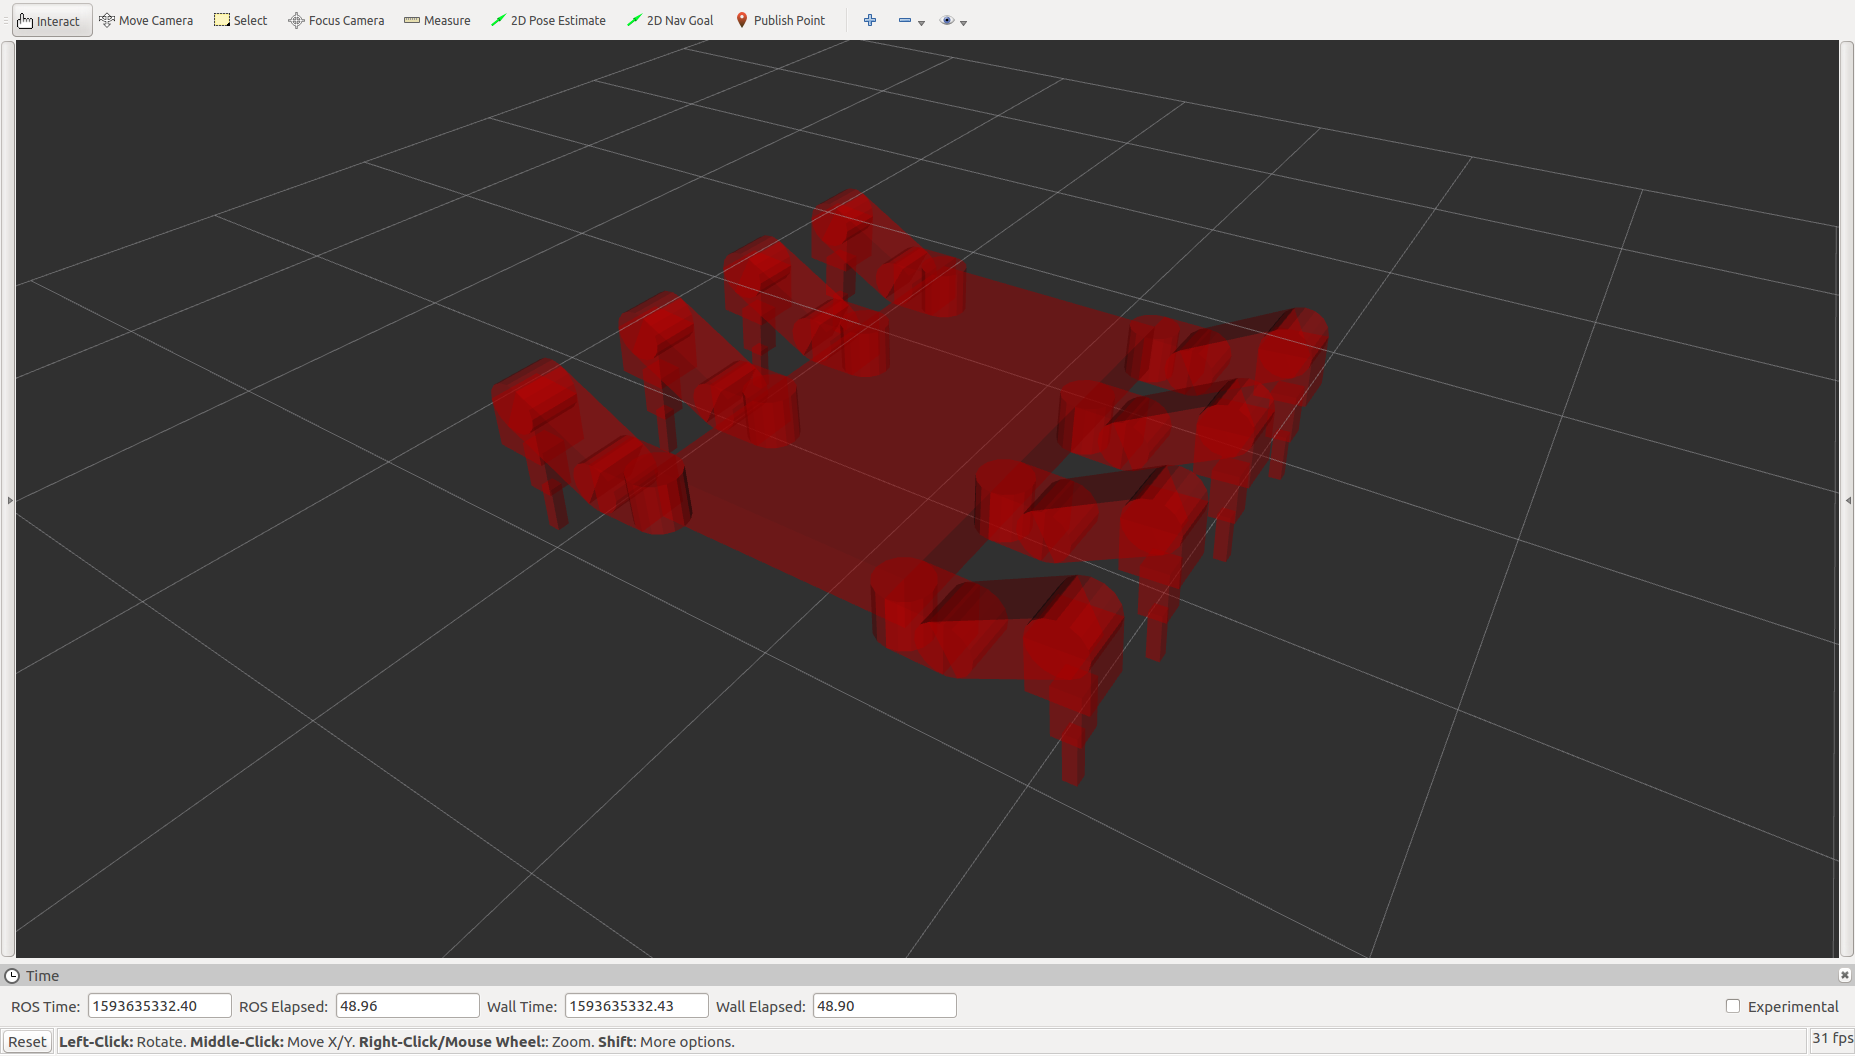 Interact Move Camera Select Focus Camera Measure 2D Pose Estimate 2D Nav Goal Publish Point
Time
ROS Time: 1593635332.40 ROS Elapsed: 48.96 Wall Time: 1593635332.43 Wall Elapsed: 48.90 Experimental
Reset Left-Click: Rotate. Middle-Click: Move X/Y. Right-Click/Mouse Wheel:: Zoom. Shift: More options. 31 fps